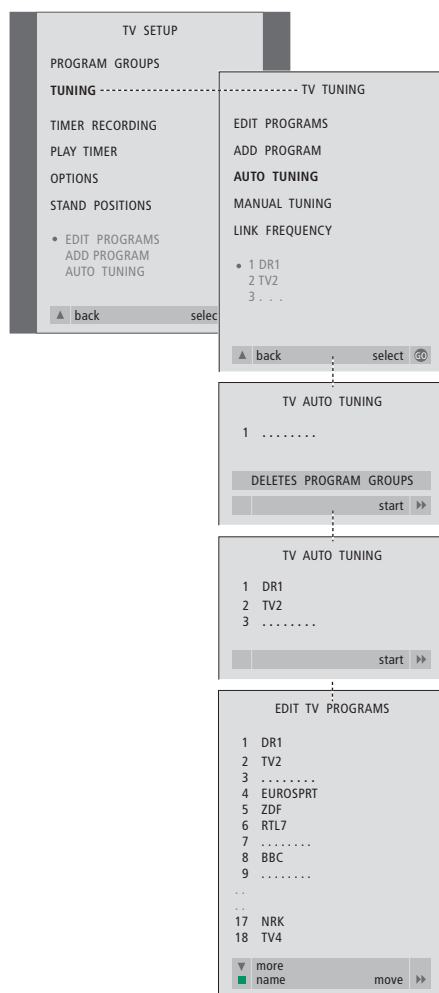 TV SETUP
PROGRAM GROUPS
TUNING
TIMER RECORDING
PLAY TIMER
OPTIONS
STAND POSITIONS
• EDIT PROGRAMS
ADD PROGRAM
AUTO TUNING
▲ back selec
TV TUNING
EDIT PROGRAMS
ADD PROGRAM
AUTO TUNING
MANUAL TUNING
LINK FREQUENCY
• 1 DR1
2 TV2
3 . . .
▲ back select GO
TV AUTO TUNING
1 ........
DELETES PROGRAM GROUPS
start
TV AUTO TUNING
1 DR1
2 TV2
3 ........
start
EDIT TV PROGRAMS
1 DR1
2 TV2
3 ........
4 EUROSPRT
5 ZDF
6 RTL7
7 ........
8 BBC
9 ........
. .
. .
17 NRK
18 TV4
▼ more
■ name move